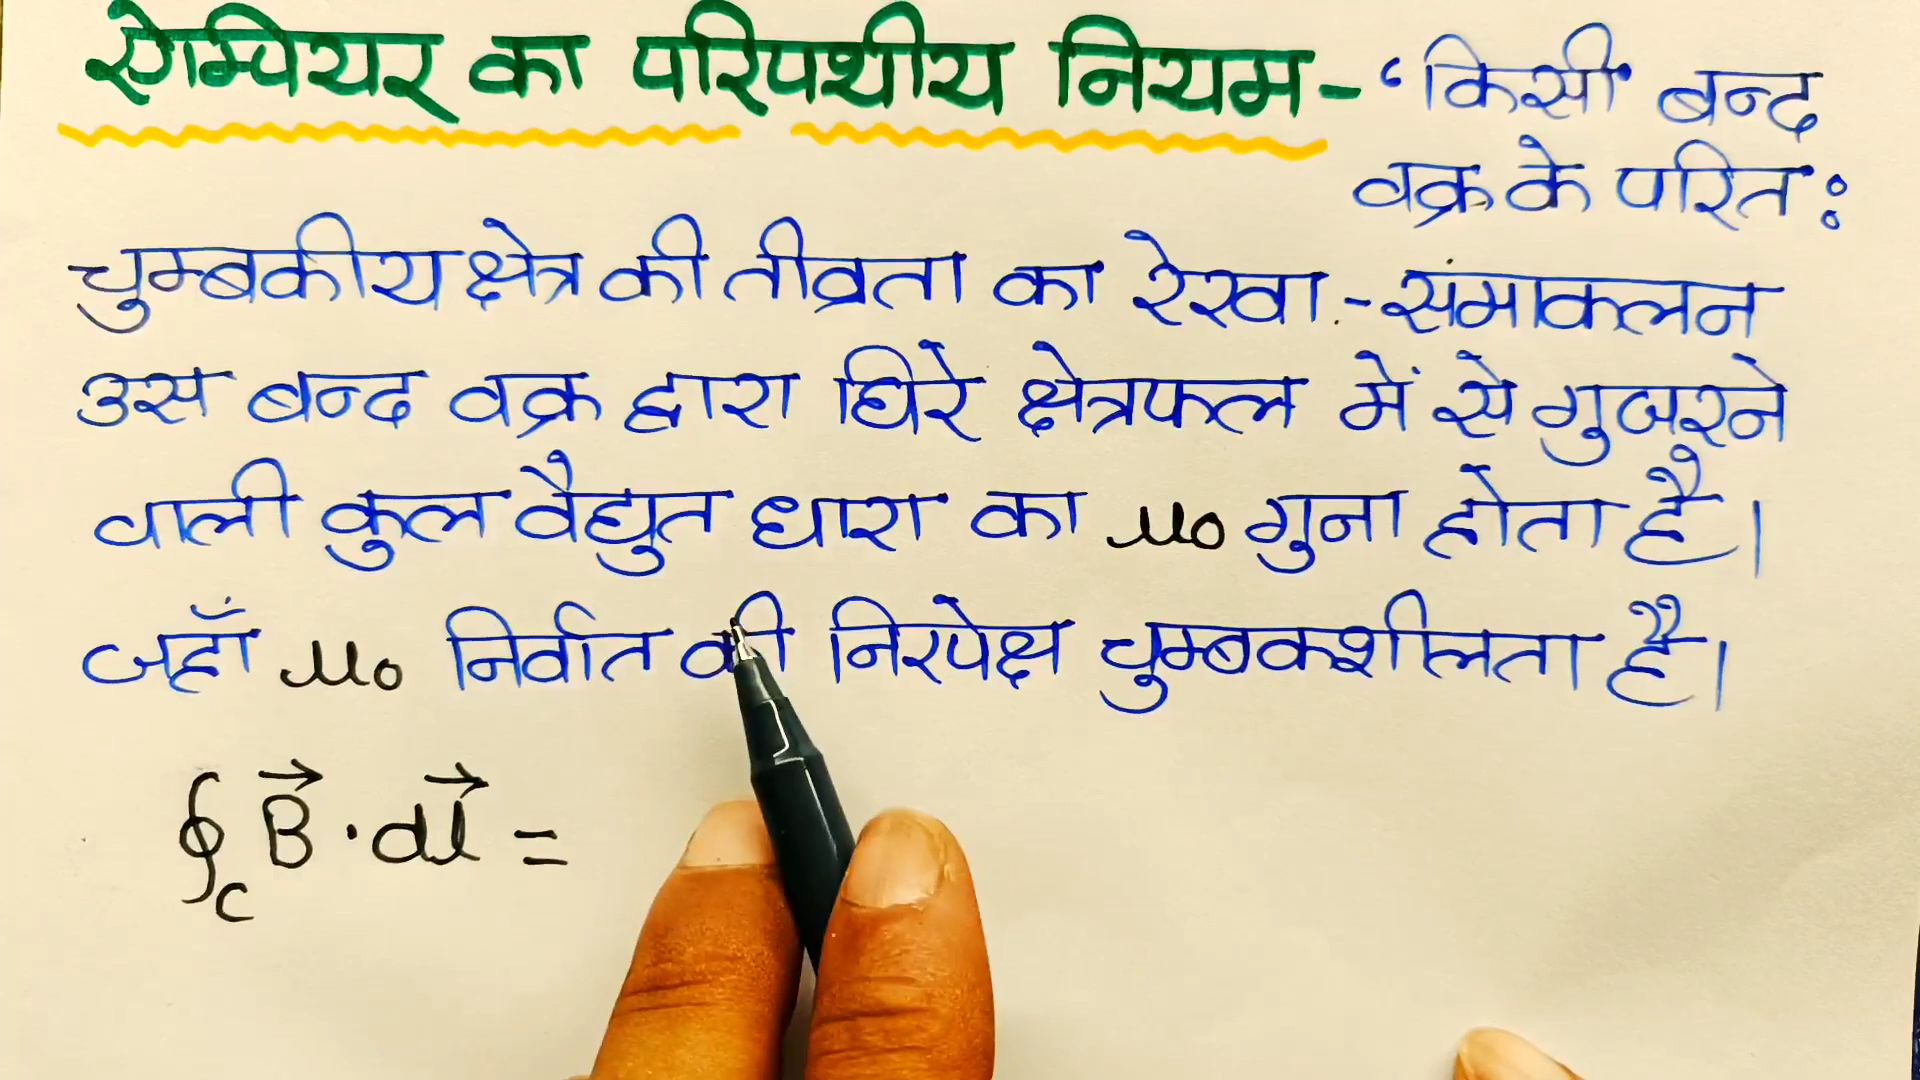 ऐम्पियर का परिपथीय नियम - ‘किसी बन्द
वक्र के परितः
चुम्बकीय क्षेत्र की तीव्रता का रेखा - संमाकलन
उस बन्द वक्र द्वारा घिरे क्षेत्रफल में से गुजरने
वाली कुल वैद्युत धारा का μ₀ गुना होता है।
जहाँ μ₀ निर्वात की निरपेक्ष चुम्बकशीलता है।
∮_C B⃗ · dl⃗ =